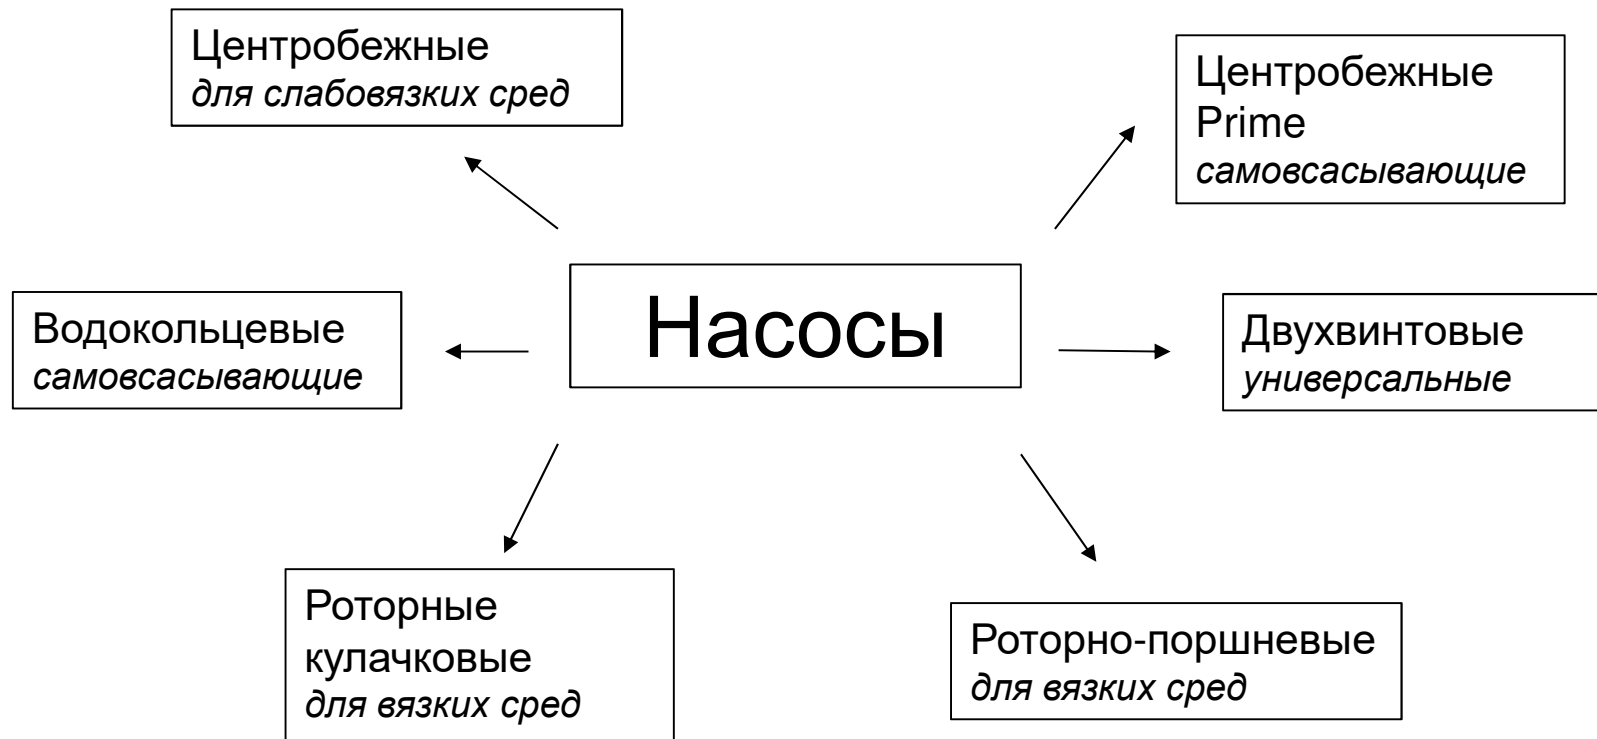 Центробежные
для слабовязких сред
Центробежные
Prime
самовсасывающие
Насосы
Водокольцевые
самовсасывающие
Двухвинтовые
универсальные
Роторные
кулачковые
для вязких сред
Роторно-поршневые
для вязких сред